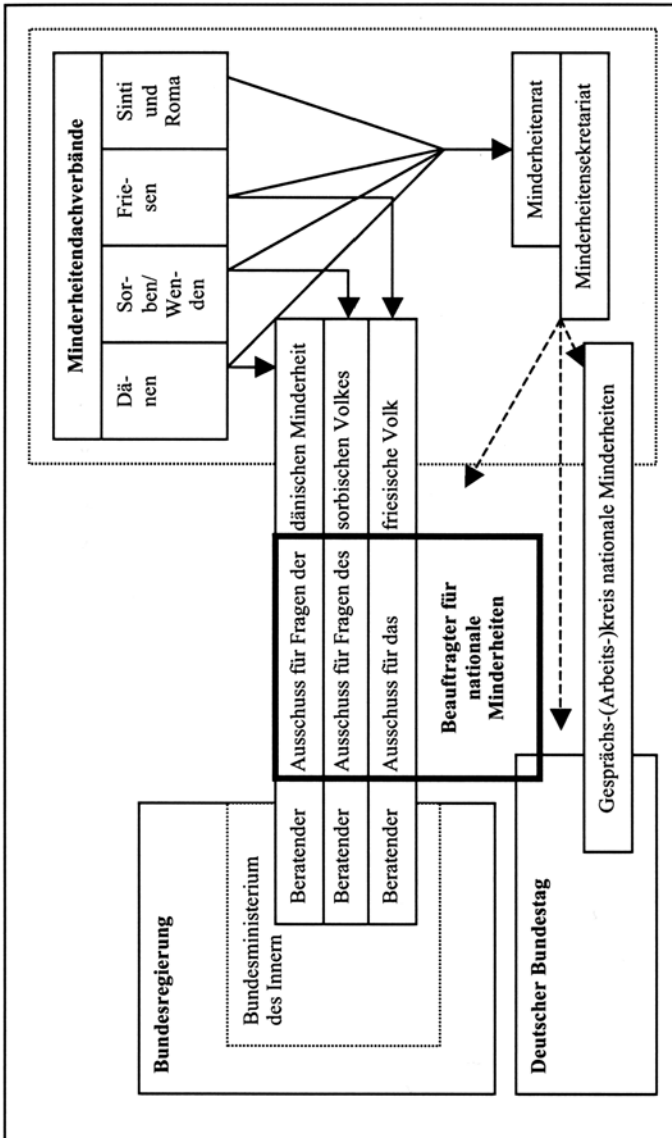 Bundesregierung
Bundesministerium
des Innern
Deutscher Bundestag
Beratender Ausschuss für Fragen der dänischen Minderheit
Beratender Ausschuss für Fragen des sorbischen Volkes
Beratender Ausschuss für das friesische Volk
Beauftragter für
nationale
Minderheiten
Gesprächs-(Arbeits-)kreis nationale Minderheiten
Minderheitendachverbände
Dä-
nen
Sor-
ben/
Wen-
den
Frie-
sen
Sinti
und
Roma
Minderheitenrat
Minderheitensekretariat